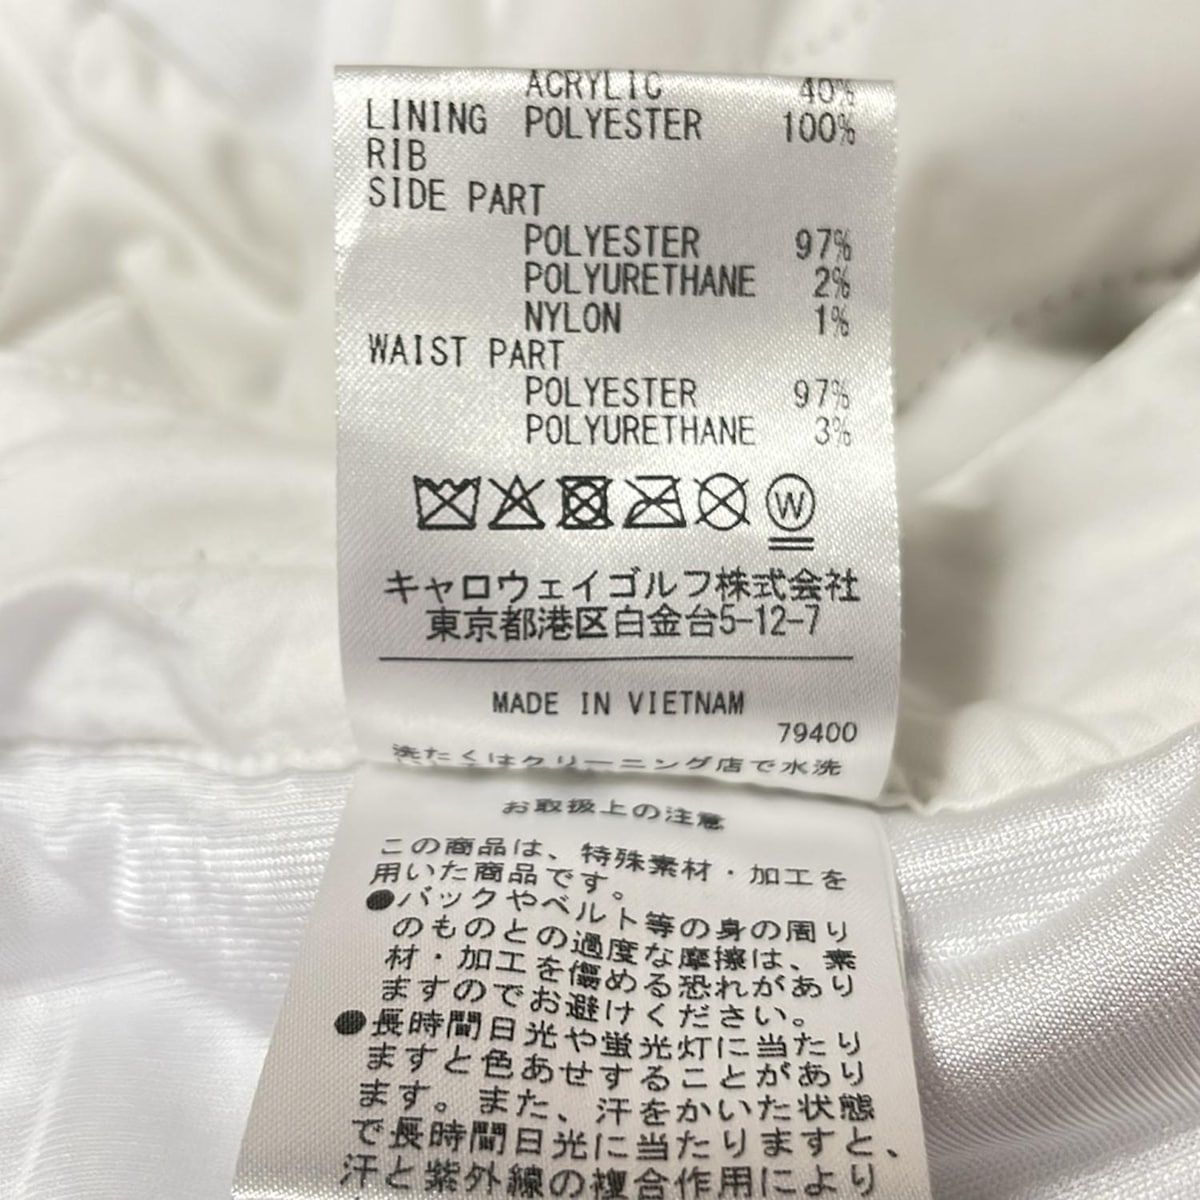 ACRYLIC 40%
LINING POLYESTER 100%
RIB
SIDE PART
POLYESTER 97%
POLYURETHANE 2%
NYLON 1%
WAIST PART
POLYESTER 97%
POLYURETHANE 3%
W
キャロウェイゴルフ株式会社
東京都港区白金台5-12-7
MADE IN VIETNAM
79400
洗たくはクリーニング店で水洗
お取扱上の注意
この商品は、特殊素材・加工を
用いた商品です。
●バックやベルト等の身の周り
のものとの過度な摩擦は、素
材・加工を傷める恐れがあり
ますのでお避けください。
●長時間日光や蛍光灯に当たり
ますと色あせすることがあり
ます。また、汗をかいた状態
で長時間日光に当たりますと、
汗と紫外線の複合作用により